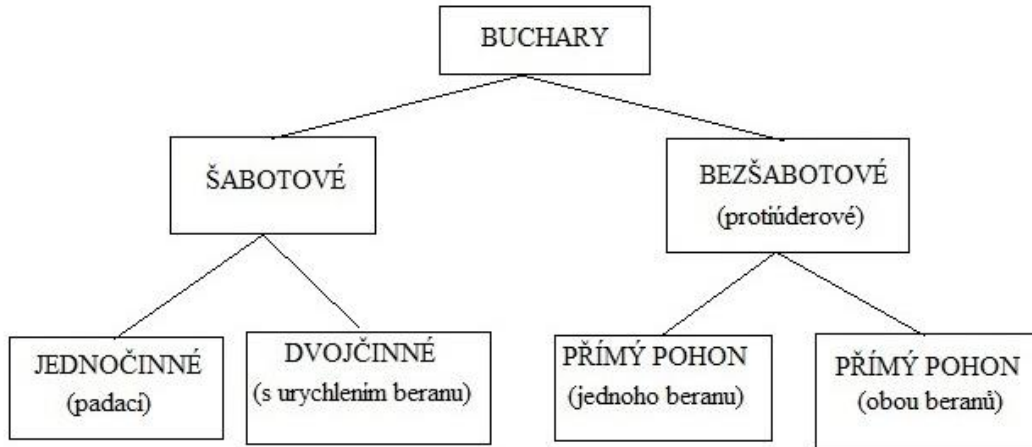 BUCHARY
ŠABOTOVÉ
BEZŠABOTOVÉ
(protiúderové)
JEDNOČINNÉ
(padací)
DVOJČINNÉ
(s urychlením beranu)
PŘÍMÝ POHON
(jednoho beranu)
PŘÍMÝ POHON
(obou beranů)